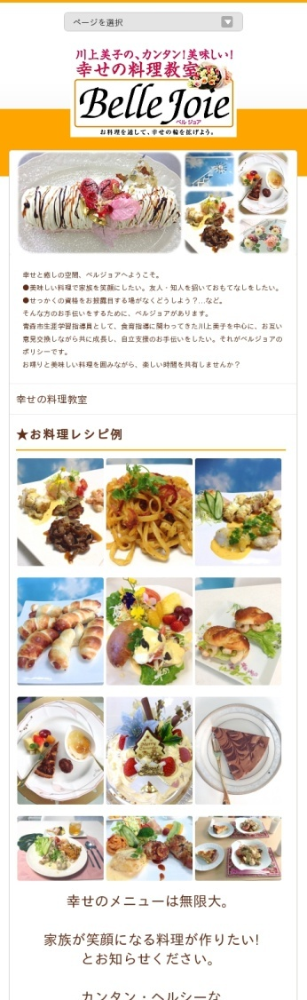 ページを選択
川上美子の、カンタン!美味しい!
幸せの料理教室
Belle Joie
ベル ジョア
お料理を通して、幸せの輪を拡げよう。
幸せと癒しの空間、ベルジョアへようこそ。
●美味しい料理で家族を笑顔にしたい。友人・知人を招いておもてなしをしたい。
●せっかくの資格をお披露目する場がなくどうしよう?…など。
そんな方のお手伝いをするために、ベルジョアがあります。
青森市生涯学習指導員として、食育指導に関わってきた川上美子を中心に、お互い
意見交換しながら共に成長し、自立支援のお手伝いをしたい。それがベルジョアの
ポリシーです。
お喋りと美味しい料理を囲みながら、楽しい時間を共有しませんか?
幸せの料理教室
★お料理レシピ例
幸せのメニューは無限大。
家族が笑顔になる料理が作りたい!
とお知らせください。
カンタン・ヘルシーな